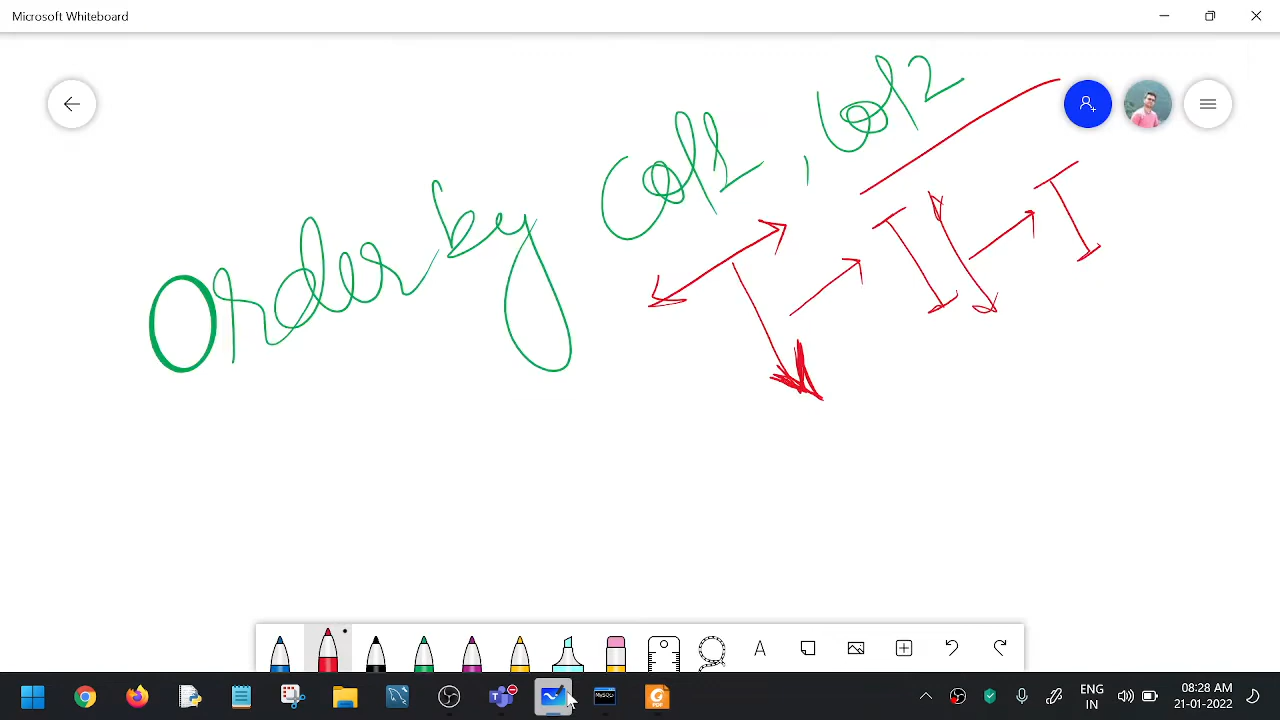 Microsoft Whiteboard
Order by col1, col2
A
ENG
IN
08:28 AM
21-01-2022